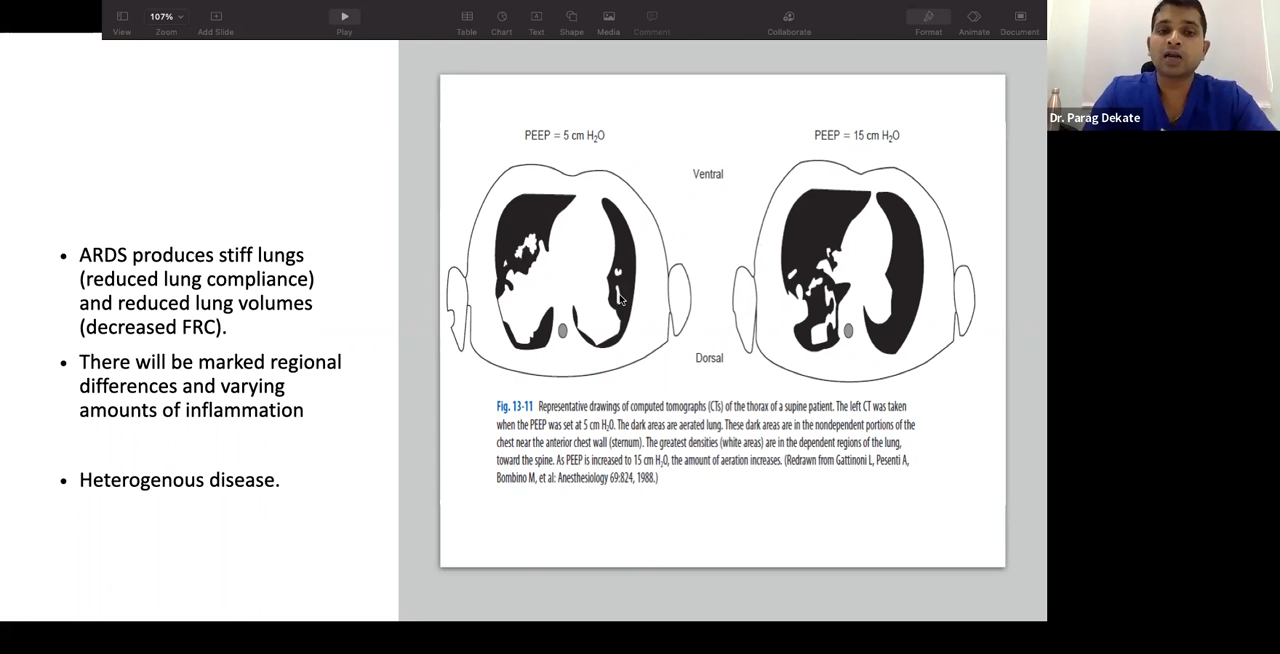 107%
View
Zoom
Add Slide
Play
Table
Chart
Text
Shape
Media
Comment
Collaborate
Format
Animate
Document
Dr. Parag Dekate
• ARDS produces stiff lungs
(reduced lung compliance)
and reduced lung volumes
(decreased FRC).
• There will be marked regional
differences and varying
amounts of inflammation
• Heterogenous disease.
PEEP = 5 cm H₂O
PEEP = 15 cm H₂O
Ventral
Dorsal
Fig. 13-11 Representative drawings of computed tomographs (CTs) of the thorax of a supine patient. The left CT was taken
when the PEEP was set at 5 cm H₂O. The dark areas are aerated lung. These dark areas are in the nondependent portions of the
chest near the anterior chest wall (sternum). The greatest densities (white areas) are in the dependent regions of the lung,
toward the spine. As PEEP is increased to 15 cm H₂O, the amount of aeration increases. (Redrawn from Gattinoni L, Pesenti A,
Bombino M, et al: Anesthesiology 69:824, 1988.)